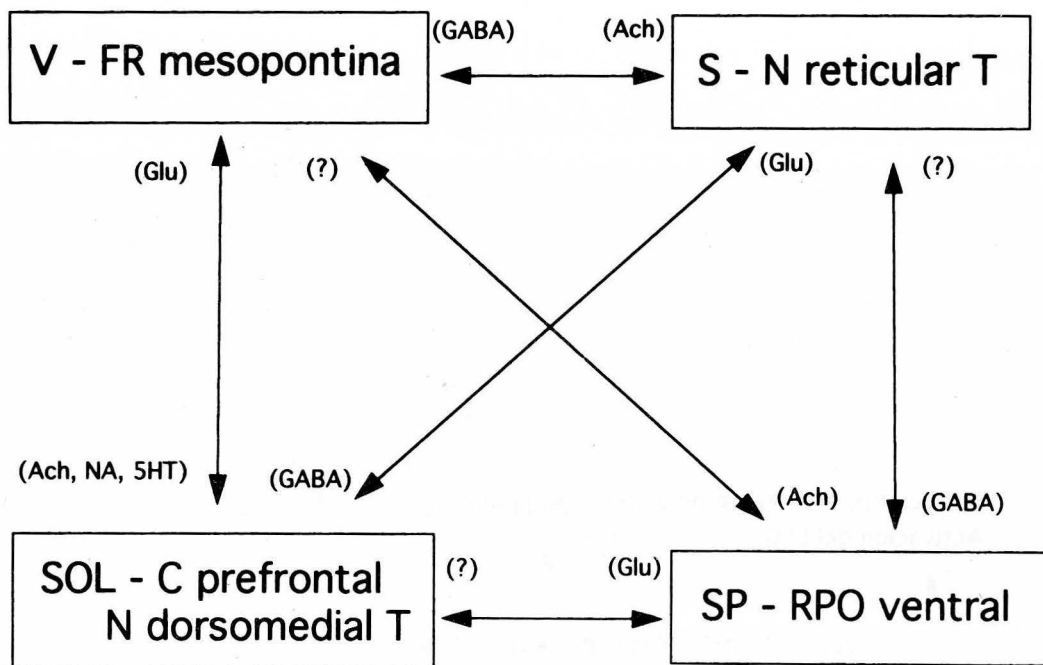 (GABA) (Ach)
V - FR mesopontina
S - N reticular T
(Glu) (?) (Glu) (?)
(Ach, NA, 5HT) (GABA) (Ach) (GABA)
SOL - C prefrontal
N dorsomedial T
(?) (Glu)
SP - RPO ventral